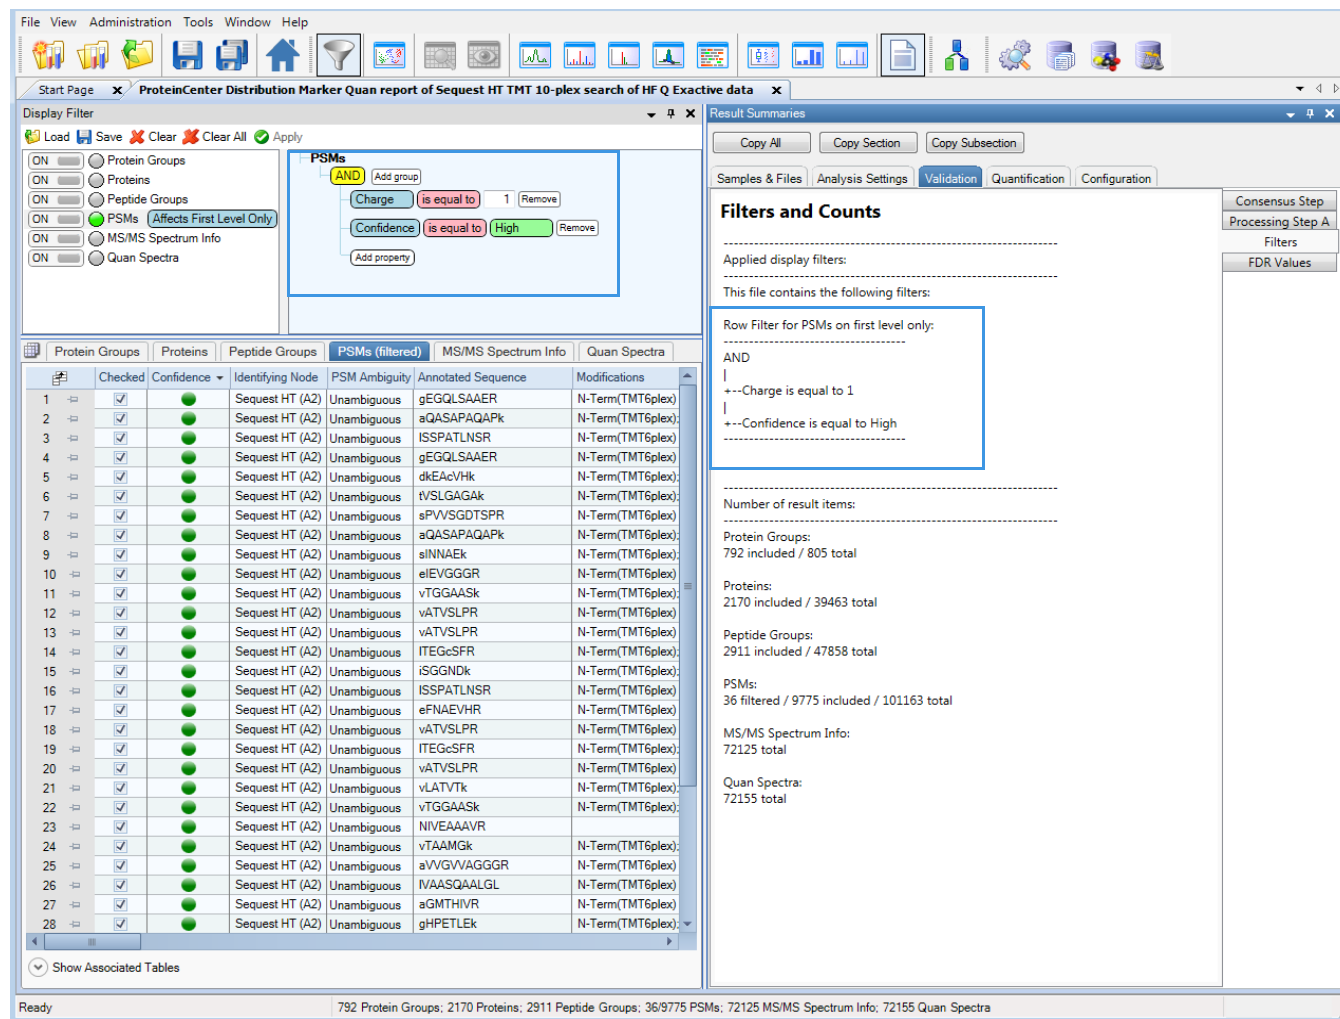 File View Administration Tools Window Help
Start Page x ProteinCenter Distribution Marker Quan report of Sequest HT TMT 10-plex search of HF Q Exactive data x
Display Filter
Load Save Clear Clear All Apply
ON Protein Groups
ON Proteins
ON Peptide Groups
ON PSMs Affects First Level Only
ON MS/MS Spectrum Info
ON Quan Spectra
PSMs
AND Add group
Charge is equal to 1 Remove
Confidence is equal to High Remove
Add property
Protein Groups Proteins Peptide Groups PSMs (filtered) MS/MS Spectrum Info Quan Spectra
Checked Confidence Identifying Node PSM Ambiguity Annotated Sequence Modifications
1 Sequest HT (A2) Unambiguous gEGQLSAAER N-Term(TMT6plex)
2 Sequest HT (A2) Unambiguous aQASAPAQAPk N-Term(TMT6plex);
3 Sequest HT (A2) Unambiguous lSSPATLNSR N-Term(TMT6plex)
4 Sequest HT (A2) Unambiguous gEGQLSAAER N-Term(TMT6plex)
5 Sequest HT (A2) Unambiguous dkEAcVHk N-Term(TMT6plex);
6 Sequest HT (A2) Unambiguous tVSLGAGAk N-Term(TMT6plex);
7 Sequest HT (A2) Unambiguous sPVVSGDTSPR N-Term(TMT6plex)
8 Sequest HT (A2) Unambiguous aQASAPAQAPk N-Term(TMT6plex);
9 Sequest HT (A2) Unambiguous sINNAEk N-Term(TMT6plex);
10 Sequest HT (A2) Unambiguous eIEVGGGR N-Term(TMT6plex)
11 Sequest HT (A2) Unambiguous vTGGAASk N-Term(TMT6plex);
12 Sequest HT (A2) Unambiguous vATVSLPR N-Term(TMT6plex)
13 Sequest HT (A2) Unambiguous vATVSLPR N-Term(TMT6plex)
14 Sequest HT (A2) Unambiguous lTEGcSFR N-Term(TMT6plex);
15 Sequest HT (A2) Unambiguous iSGGNDk N-Term(TMT6plex);
16 Sequest HT (A2) Unambiguous lSSPATLNSR N-Term(TMT6plex)
17 Sequest HT (A2) Unambiguous eFNAEVHR N-Term(TMT6plex)
18 Sequest HT (A2) Unambiguous vATVSLPR N-Term(TMT6plex)
19 Sequest HT (A2) Unambiguous lTEGcSFR N-Term(TMT6plex);
20 Sequest HT (A2) Unambiguous vATVSLPR N-Term(TMT6plex)
21 Sequest HT (A2) Unambiguous vLATVTk N-Term(TMT6plex);
22 Sequest HT (A2) Unambiguous vTGGAASk N-Term(TMT6plex);
23 Sequest HT (A2) Unambiguous NIVEAAAVR
24 Sequest HT (A2) Unambiguous vTAAMGk N-Term(TMT6plex);
25 Sequest HT (A2) Unambiguous aVVGVVAGGGR N-Term(TMT6plex)
26 Sequest HT (A2) Unambiguous lVAASQAALGL N-Term(TMT6plex)
27 Sequest HT (A2) Unambiguous aGMTHIVR N-Term(TMT6plex)
28 Sequest HT (A2) Unambiguous gHPETLEk N-Term(TMT6plex);
Show Associated Tables
Result Summaries
Copy All Copy Section Copy Subsection
Samples & Files Analysis Settings Validation Quantification Configuration
Consensus Step
Processing Step A
Filters
FDR Values
Filters and Counts
Applied display filters:
This file contains the following filters:
Row Filter for PSMs on first level only:
AND
|
+--Charge is equal to 1
|
+--Confidence is equal to High
Number of result items:
Protein Groups:
792 included / 805 total
Proteins:
2170 included / 39463 total
Peptide Groups:
2911 included / 47858 total
PSMs:
36 filtered / 9775 included / 101163 total
MS/MS Spectrum Info:
72125 total
Quan Spectra:
72155 total
Ready 792 Protein Groups; 2170 Proteins; 2911 Peptide Groups; 36/9775 PSMs; 72125 MS/MS Spectrum Info; 72155 Quan Spectra